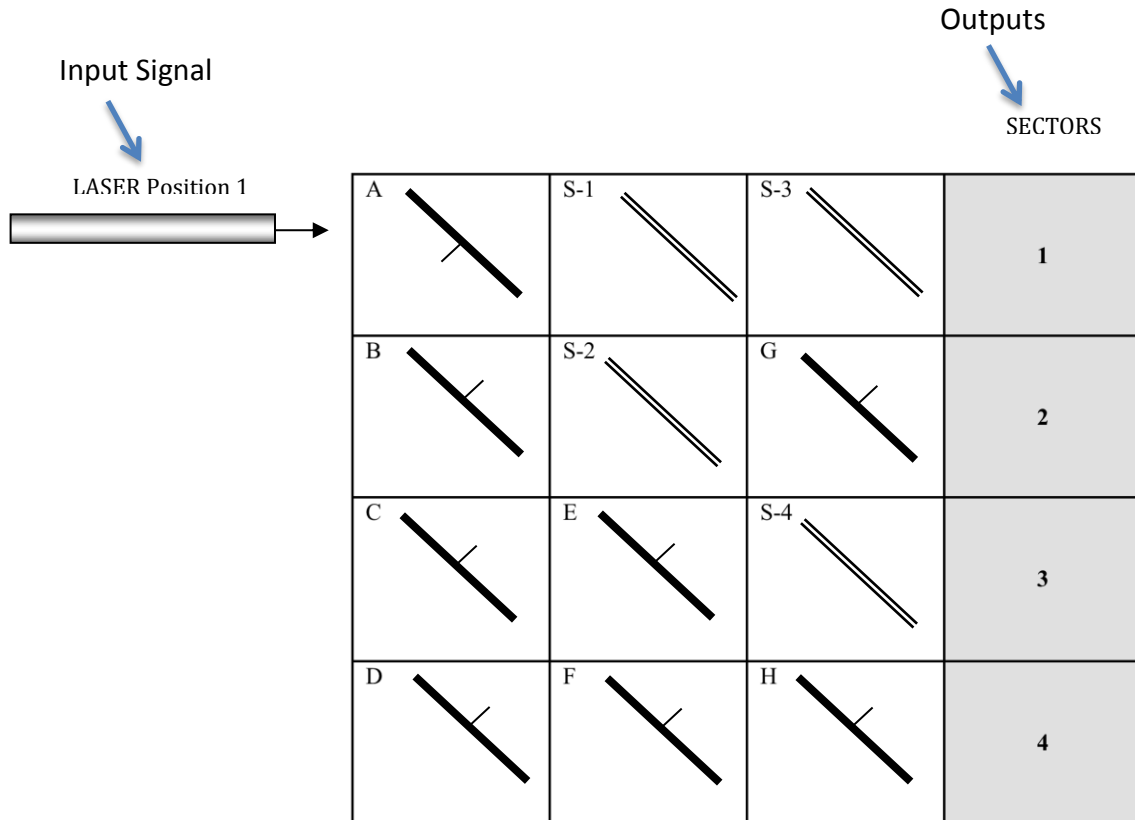 Outputs
Input Signal
SECTORS
LASER Position 1
A
S-1
S-3
1
B
S-2
G
2
C
E
S-4
3
D
F
H
4